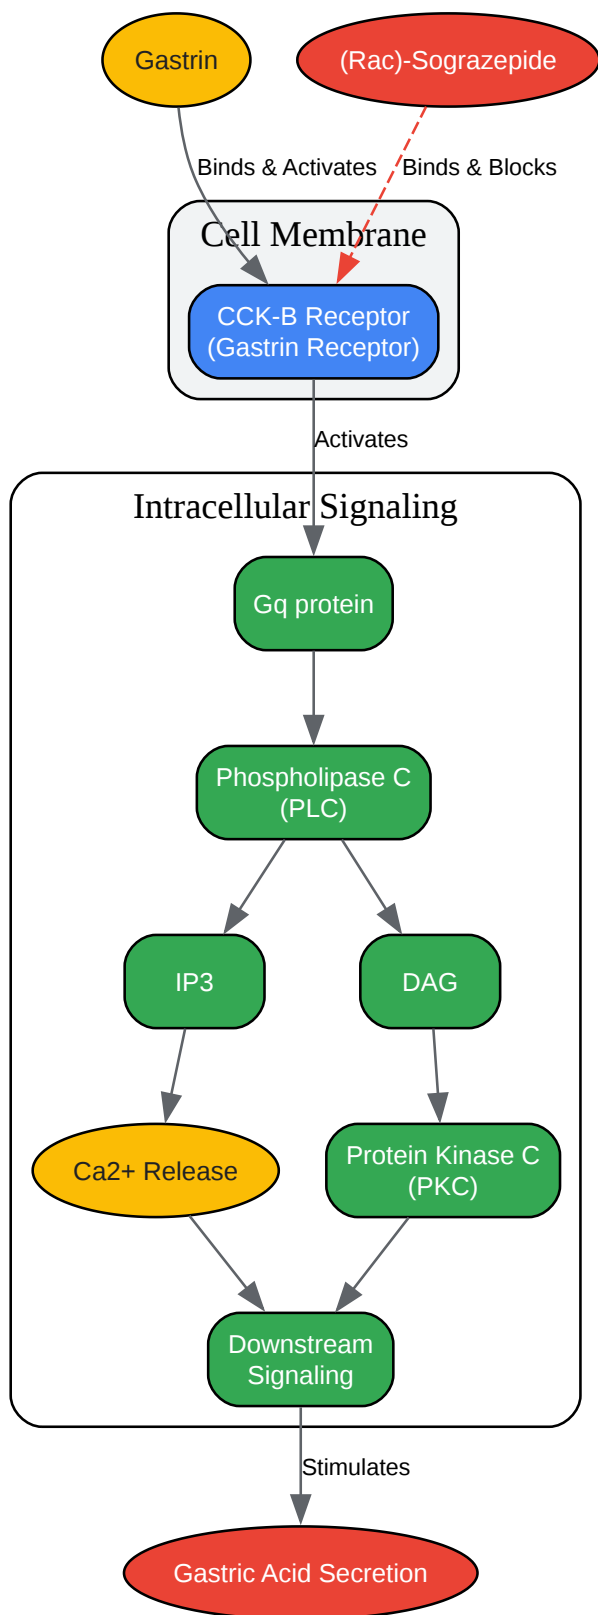 Gastrin
(Rac)-Sograzepide
Binds & Activates
Binds & Blocks
Cell Membrane
CCK-B Receptor
(Gastrin Receptor)
Activates
Intracellular Signaling
Gq protein
Phospholipase C
(PLC)
IP3
DAG
Ca2+ Release
Protein Kinase C
(PKC)
Downstream
Signaling
Stimulates
Gastric Acid Secretion